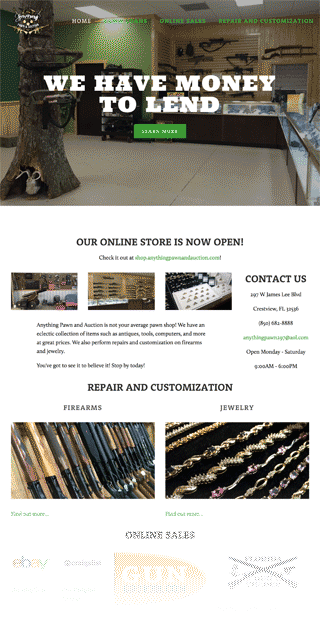 HOME
ONLINE SALES
REPAIR AND CUSTOMIZATION
WE HAVE MONEY
TO LEND
LEARN MORE
OUR ONLINE STORE IS NOW OPEN!
Check it out at shop.anythingpawnandauction.com!
Anything Pawn and Auction is not your average pawn shop! We have an
eclectic collection of items such as antiques, tools, computers, and more
at great prices. We also perform repairs and customization on firearms
and jewelry.
You've got to see it to believe it! Stop by today!
CONTACT US
297 W James Lee Blvd
Crestview, FL 32536
(850) 682-8888
anythingpawn297@aol.com
Open Monday - Saturday
9:00AM - 6:00PM
REPAIR AND CUSTOMIZATION
FIREARMS
JEWELRY
Find out more...
Find out more...
ONLINE SALES
ebay
GUN